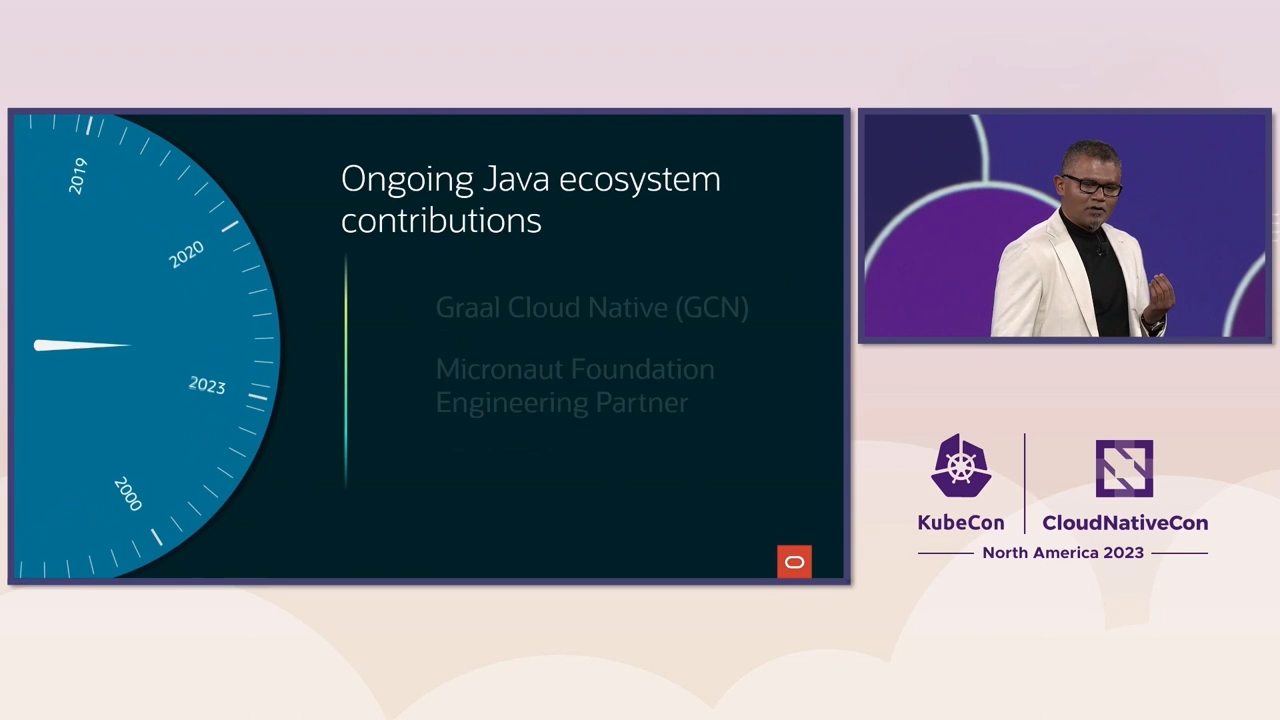 2019
2020
2023
2000
Ongoing Java ecosystem
contributions
Graal Cloud Native (GCN)
Micronaut Foundation
Engineering Partner
KubeCon
CloudNativeCon
North America 2023